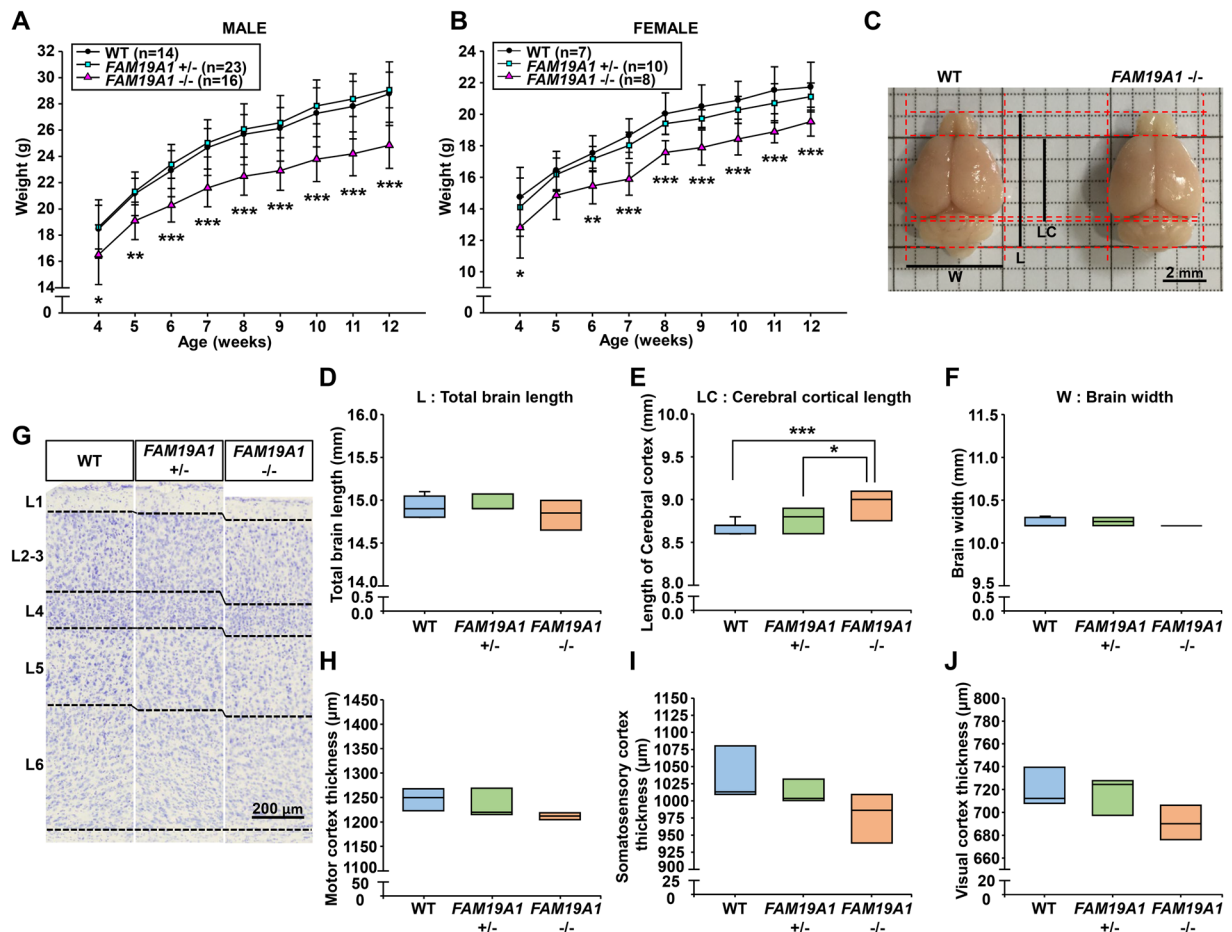 A
MALE
WT (n=14)
FAM19A1 +/- (n=23)
FAM19A1 -/- (n=16)
Weight (g)
32
30
28
26
24
22
20
18
16
14
0
*
**
***
***
***
***
***
***
***
4 5 6 7 8 9 10 11 12
Age (weeks)
B
FEMALE
WT (n=7)
FAM19A1 +/- (n=10)
FAM19A1 -/- (n=8)
Weight (g)
24
22
20
18
16
14
12
10
0
*
**
***
***
***
***
***
***
4 5 6 7 8 9 10 11 12
Age (weeks)
C
WT
FAM19A1 -/-
LC
L
W
2 mm
D
L : Total brain length
Total brain length (mm)
16.0
15.5
15.0
14.5
14.0
0.5
0.0
WT
FAM19A1 +/-
FAM19A1 -/-
E
LC : Cerebral cortical length
Length of Cerebral cortex (mm)
10.0
9.5
9.0
8.5
8.0
0.5
0.0
***
*
WT
FAM19A1 +/-
FAM19A1 -/-
F
W : Brain width
Brain width (mm)
11.5
11.0
10.5
10.0
9.5
0.5
0.0
WT
FAM19A1 +/-
FAM19A1 -/-
G
WT
FAM19A1 +/-
FAM19A1 -/-
L1
L2-3
L4
L5
L6
200 μm
H
Motor cortex thickness (μm)
1450
1400
1350
1300
1250
1200
1150
1100
50
0
WT
FAM19A1 +/-
FAM19A1 -/-
I
Somatosensory cortex
thickness (μm)
1150
1125
1100
1075
1050
1025
1000
975
950
925
900
25
0
WT
FAM19A1 +/-
FAM19A1 -/-
J
Visual cortex thickness (μm)
800
780
760
740
720
700
680
660
20
0
WT
FAM19A1 +/-
FAM19A1 -/-